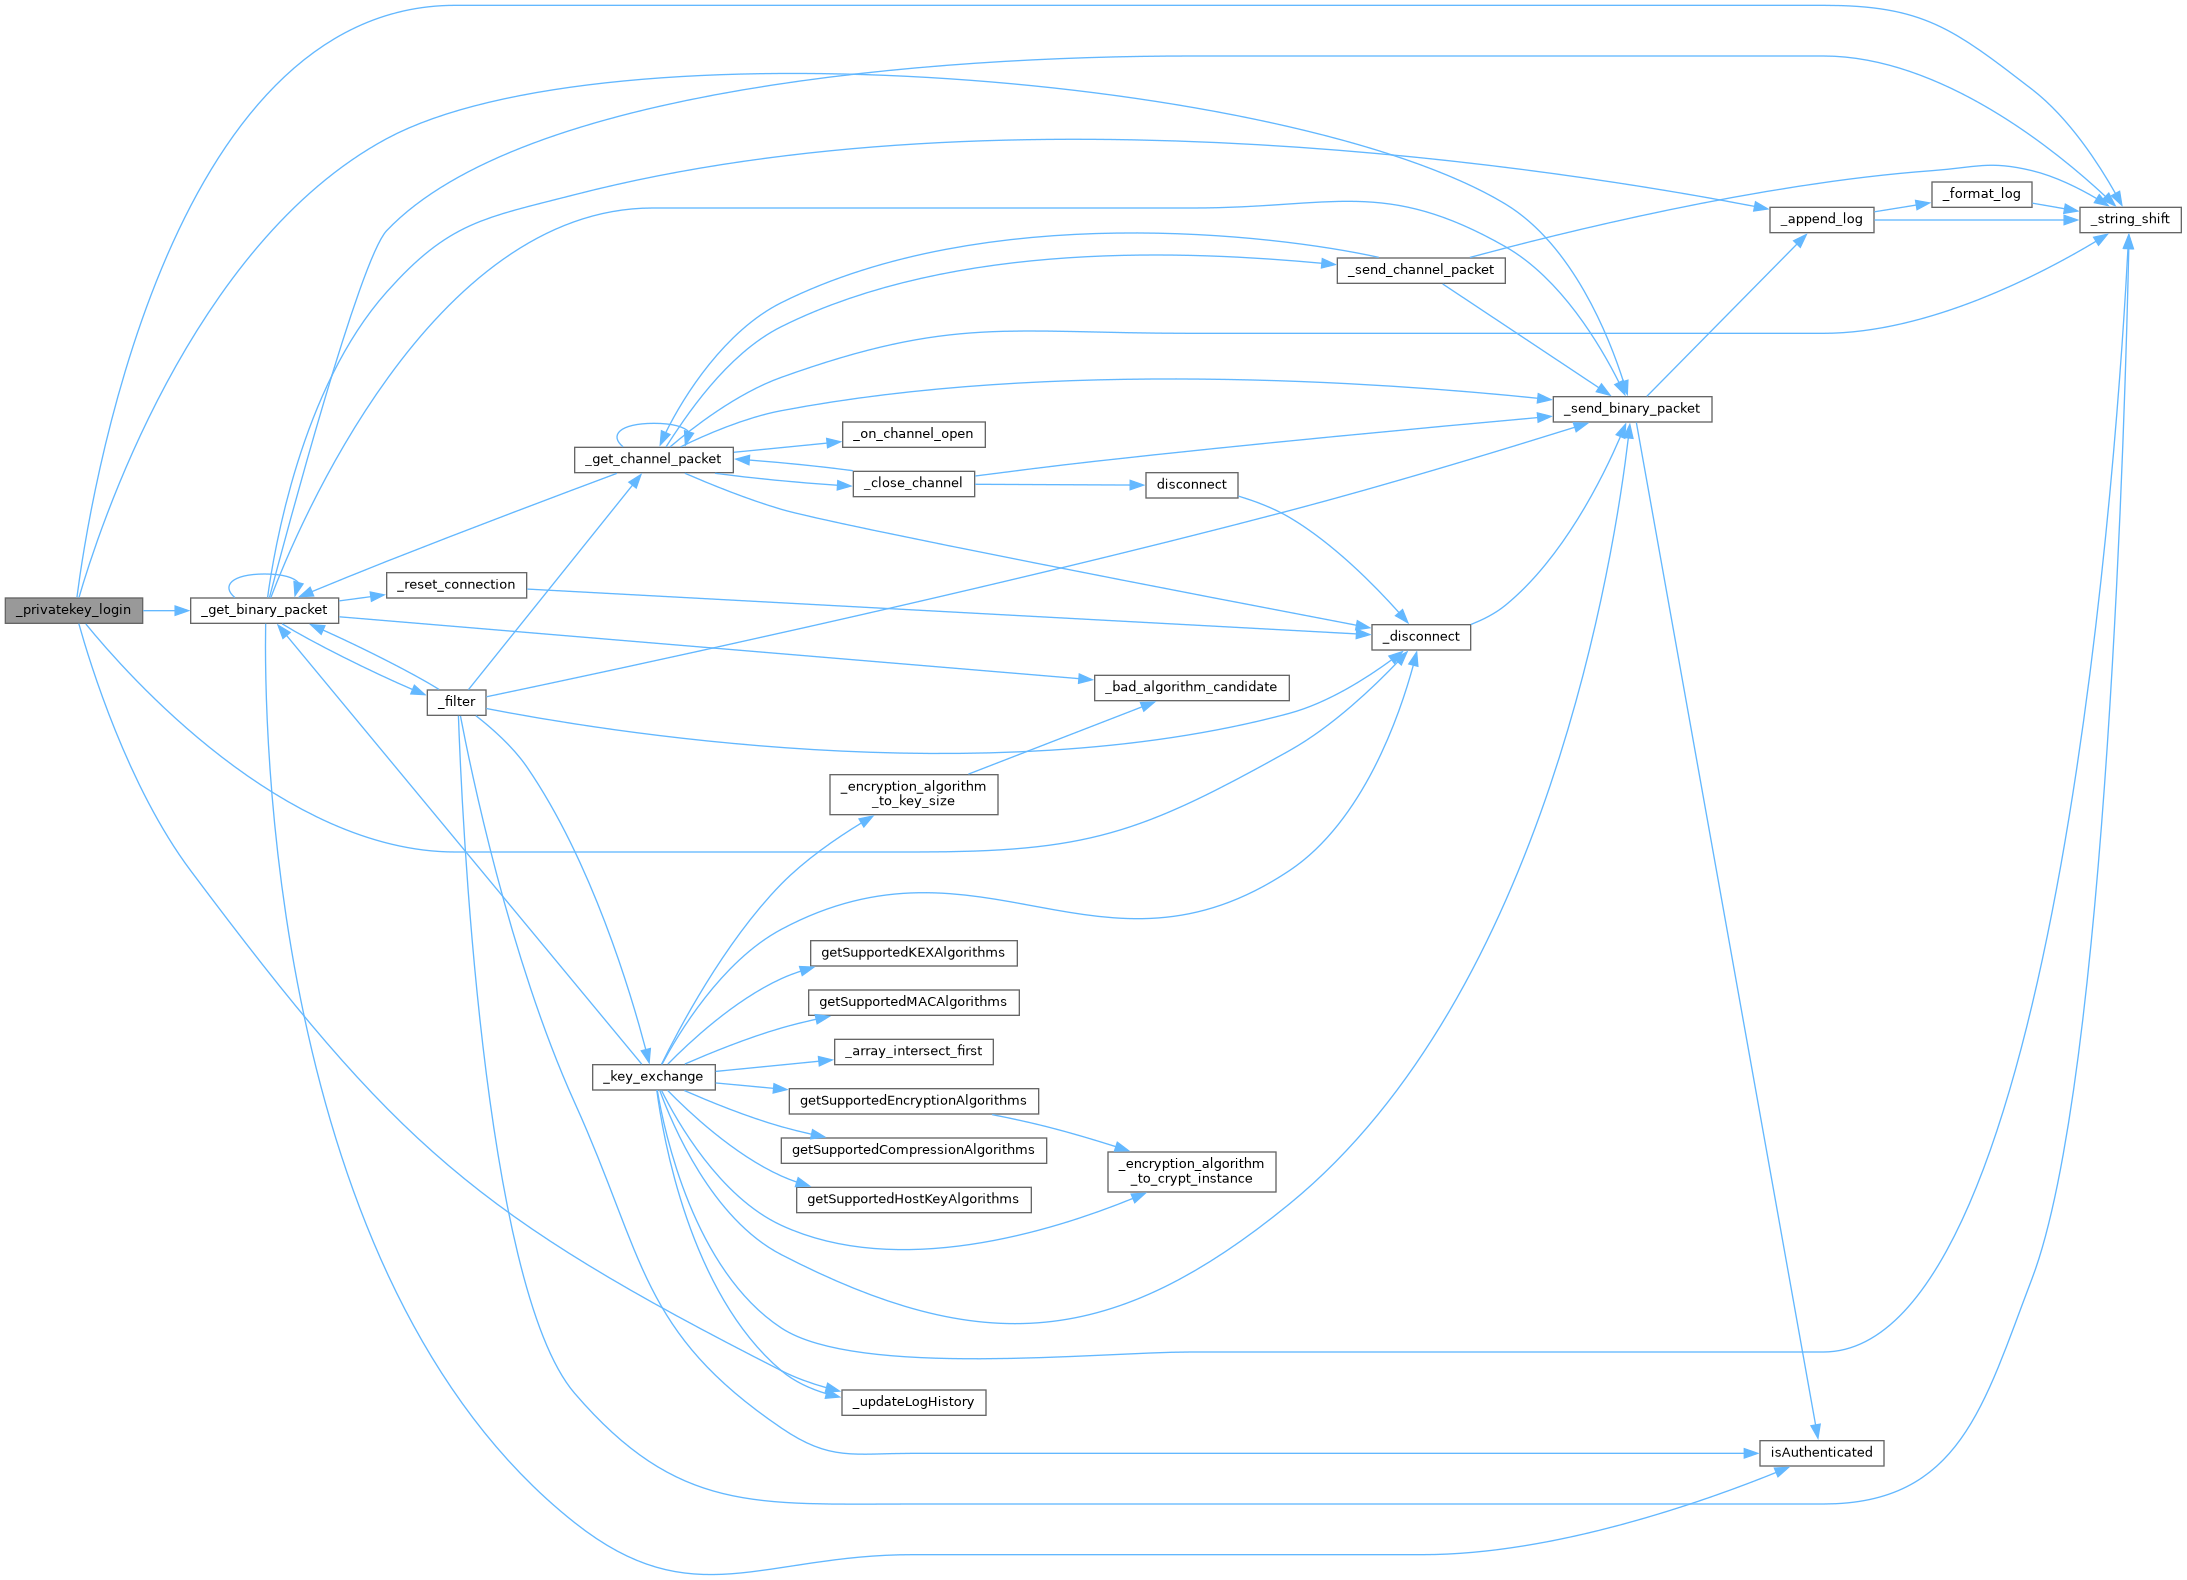 _format_log
_append_log
_string_shift
_send_channel_packet
_send_binary_packet
_on_channel_open
_get_channel_packet
_close_channel
disconnect
_reset_connection
_privatekey_login
_get_binary_packet
_disconnect
_bad_algorithm_candidate
_filter
_encryption_algorithm
_to_key_size
getSupportedKEXAlgorithms
getSupportedMACAlgorithms
_array_intersect_first
_key_exchange
getSupportedEncryptionAlgorithms
getSupportedCompressionAlgorithms
_encryption_algorithm
_to_crypt_instance
getSupportedHostKeyAlgorithms
_updateLogHistory
isAuthenticated